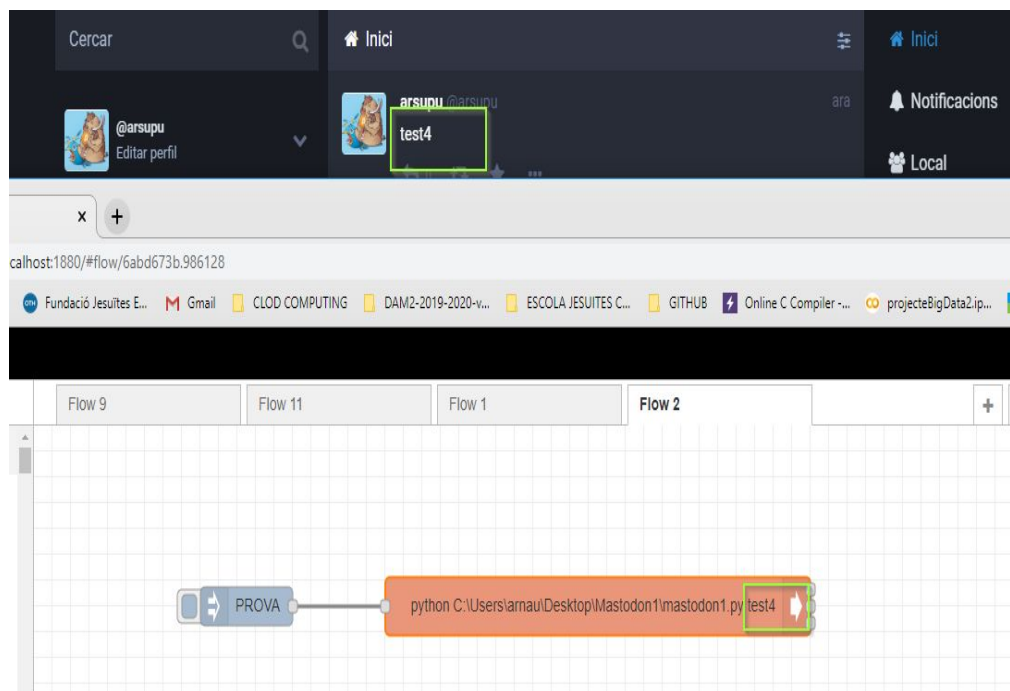 Cercar
Inici
Inici
arsupu @arsupu ara
test4
@arsupu
Editar perfil
Notificacions
Local
x +
calhost:1880/#flow/6abd673b.986128
OTH Fundació Jesuïtes E... M Gmail CLOD COMPUTING DAM2-2019-2020-v... ESCOLA JESUITES C... GITHUB Online C Compiler -... CO projecteBigData2.ip...
Flow 9 Flow 11 Flow 1 Flow 2 +
PROVA python C:\Users\arnau\Desktop\Mastodon1\mastodon1.py test4